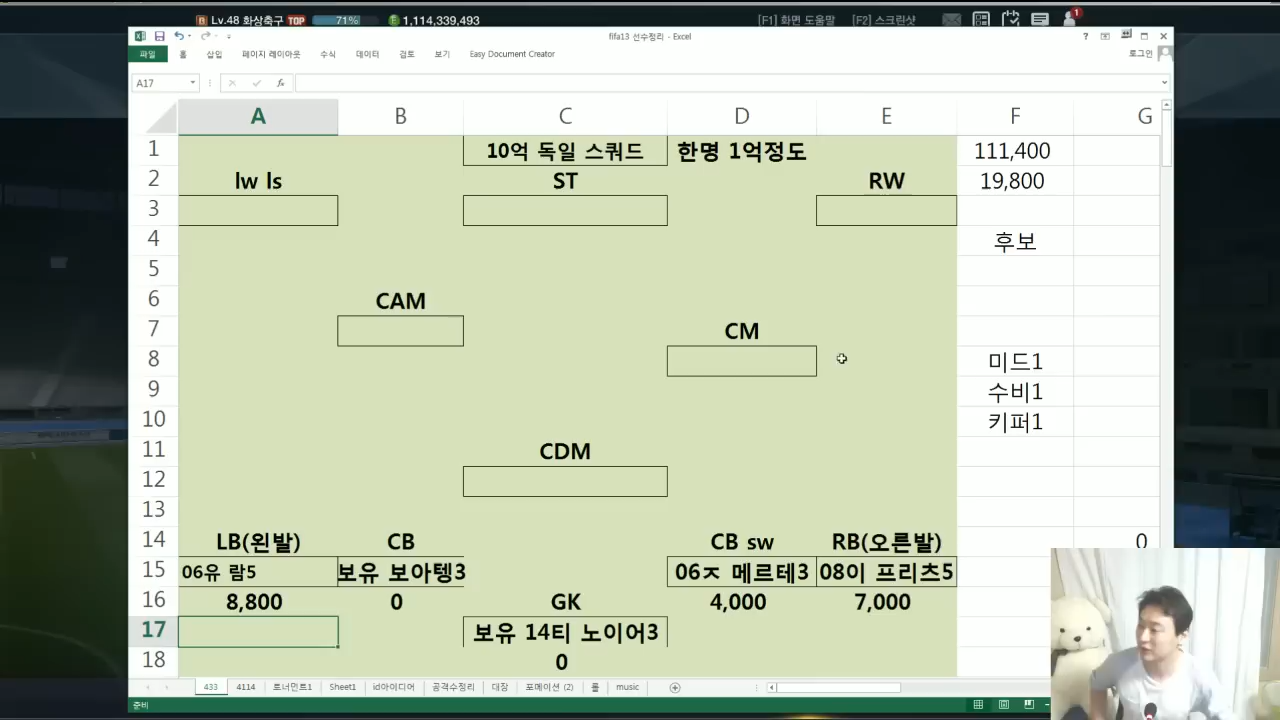 Lv.48 화상축구 TOP 71% 1,114,339,493 [F1] 화면 도움말 [F2] 스크린샷 1
fifa13 선수정리 - Excel
파일 홈 삽입 페이지 레이아웃 수식 데이터 검토 보기 Easy Document Creator 로그인
A17 fx
A B C D E F G
1 10억 독일 스쿼드 한명 1억정도 111,400
2 lw ls ST RW 19,800
3
4 후보
5
6 CAM
7 CM
8 미드1
9 수비1
10 키퍼1
11 CDM
12
13
14 LB(왼발) CB CB sw RB(오른발) 0
15 06유 람5 보유 보아텡3 06ㅈ 메르테3 08이 프리츠5
16 8,800 0 GK 4,000 7,000
17 보유 14티 노이어3
18 0
433 4114 트너먼트1 Sheet1 id아이디어 공격수정리 대장 포메이션 (2) 룰 music
준비